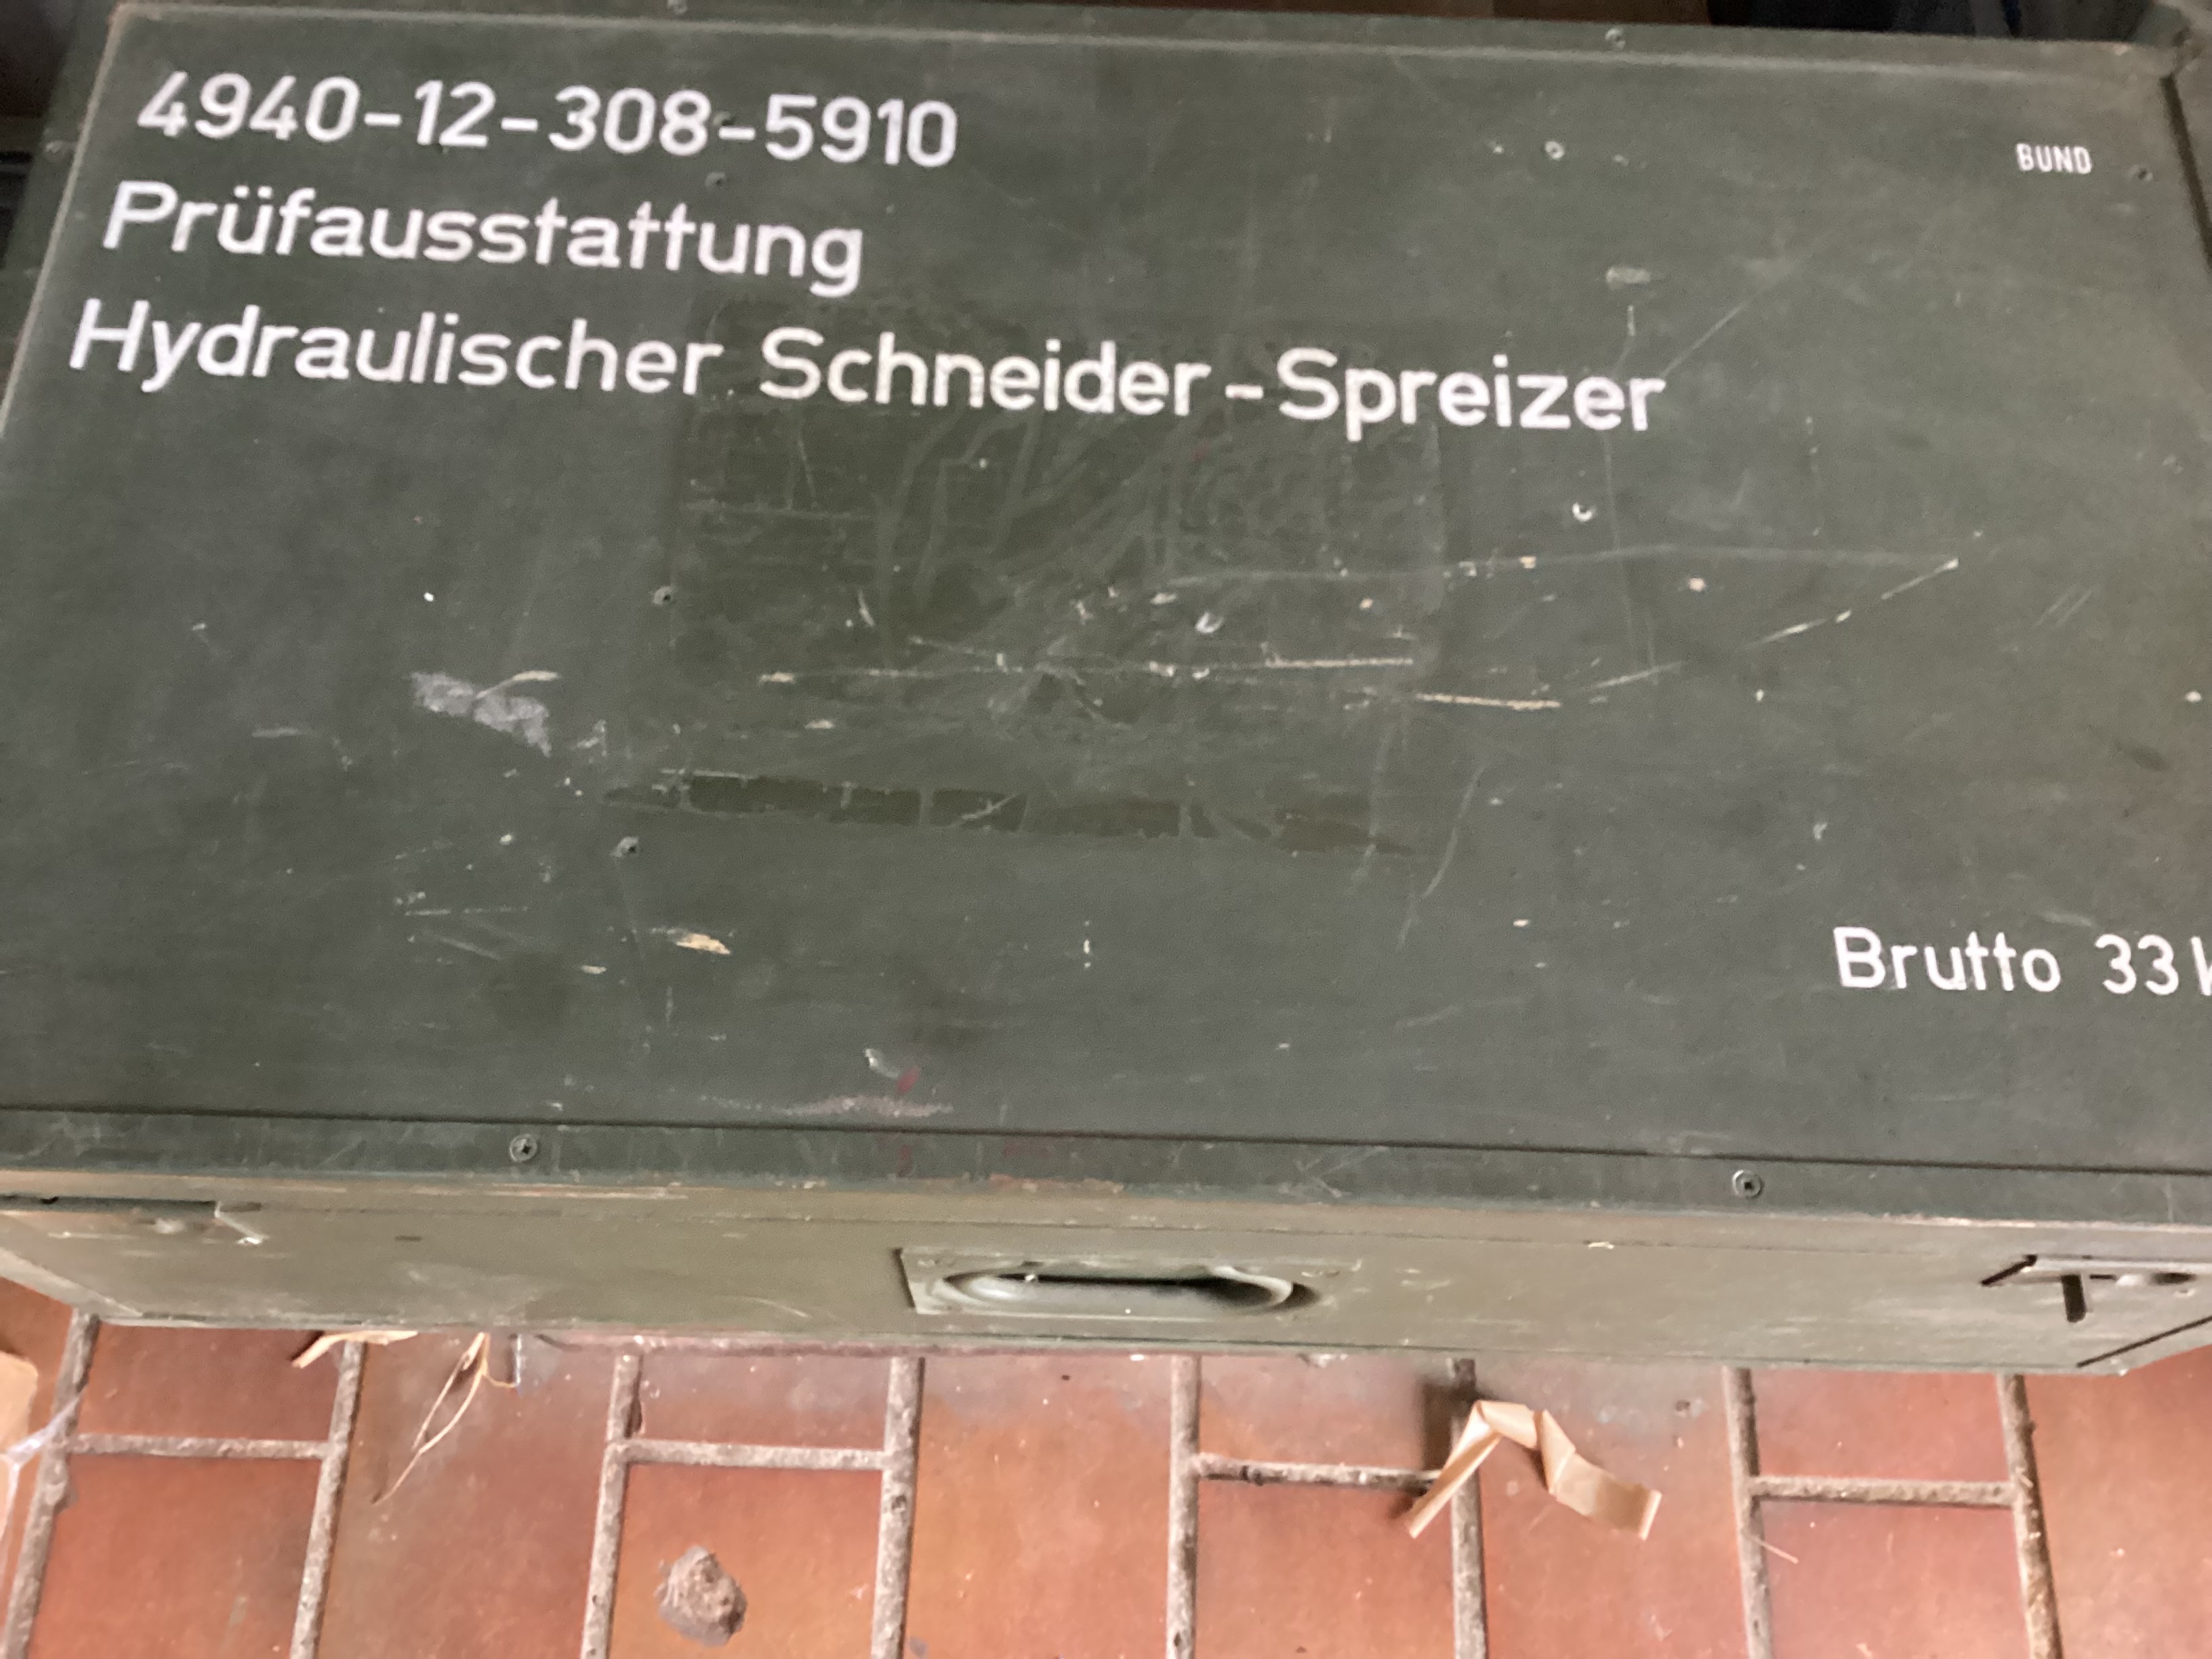 4940-12-308-5910
BUND
Prüfausstattung
Hydraulischer Schneider-Spreizer
Brutto 33 k